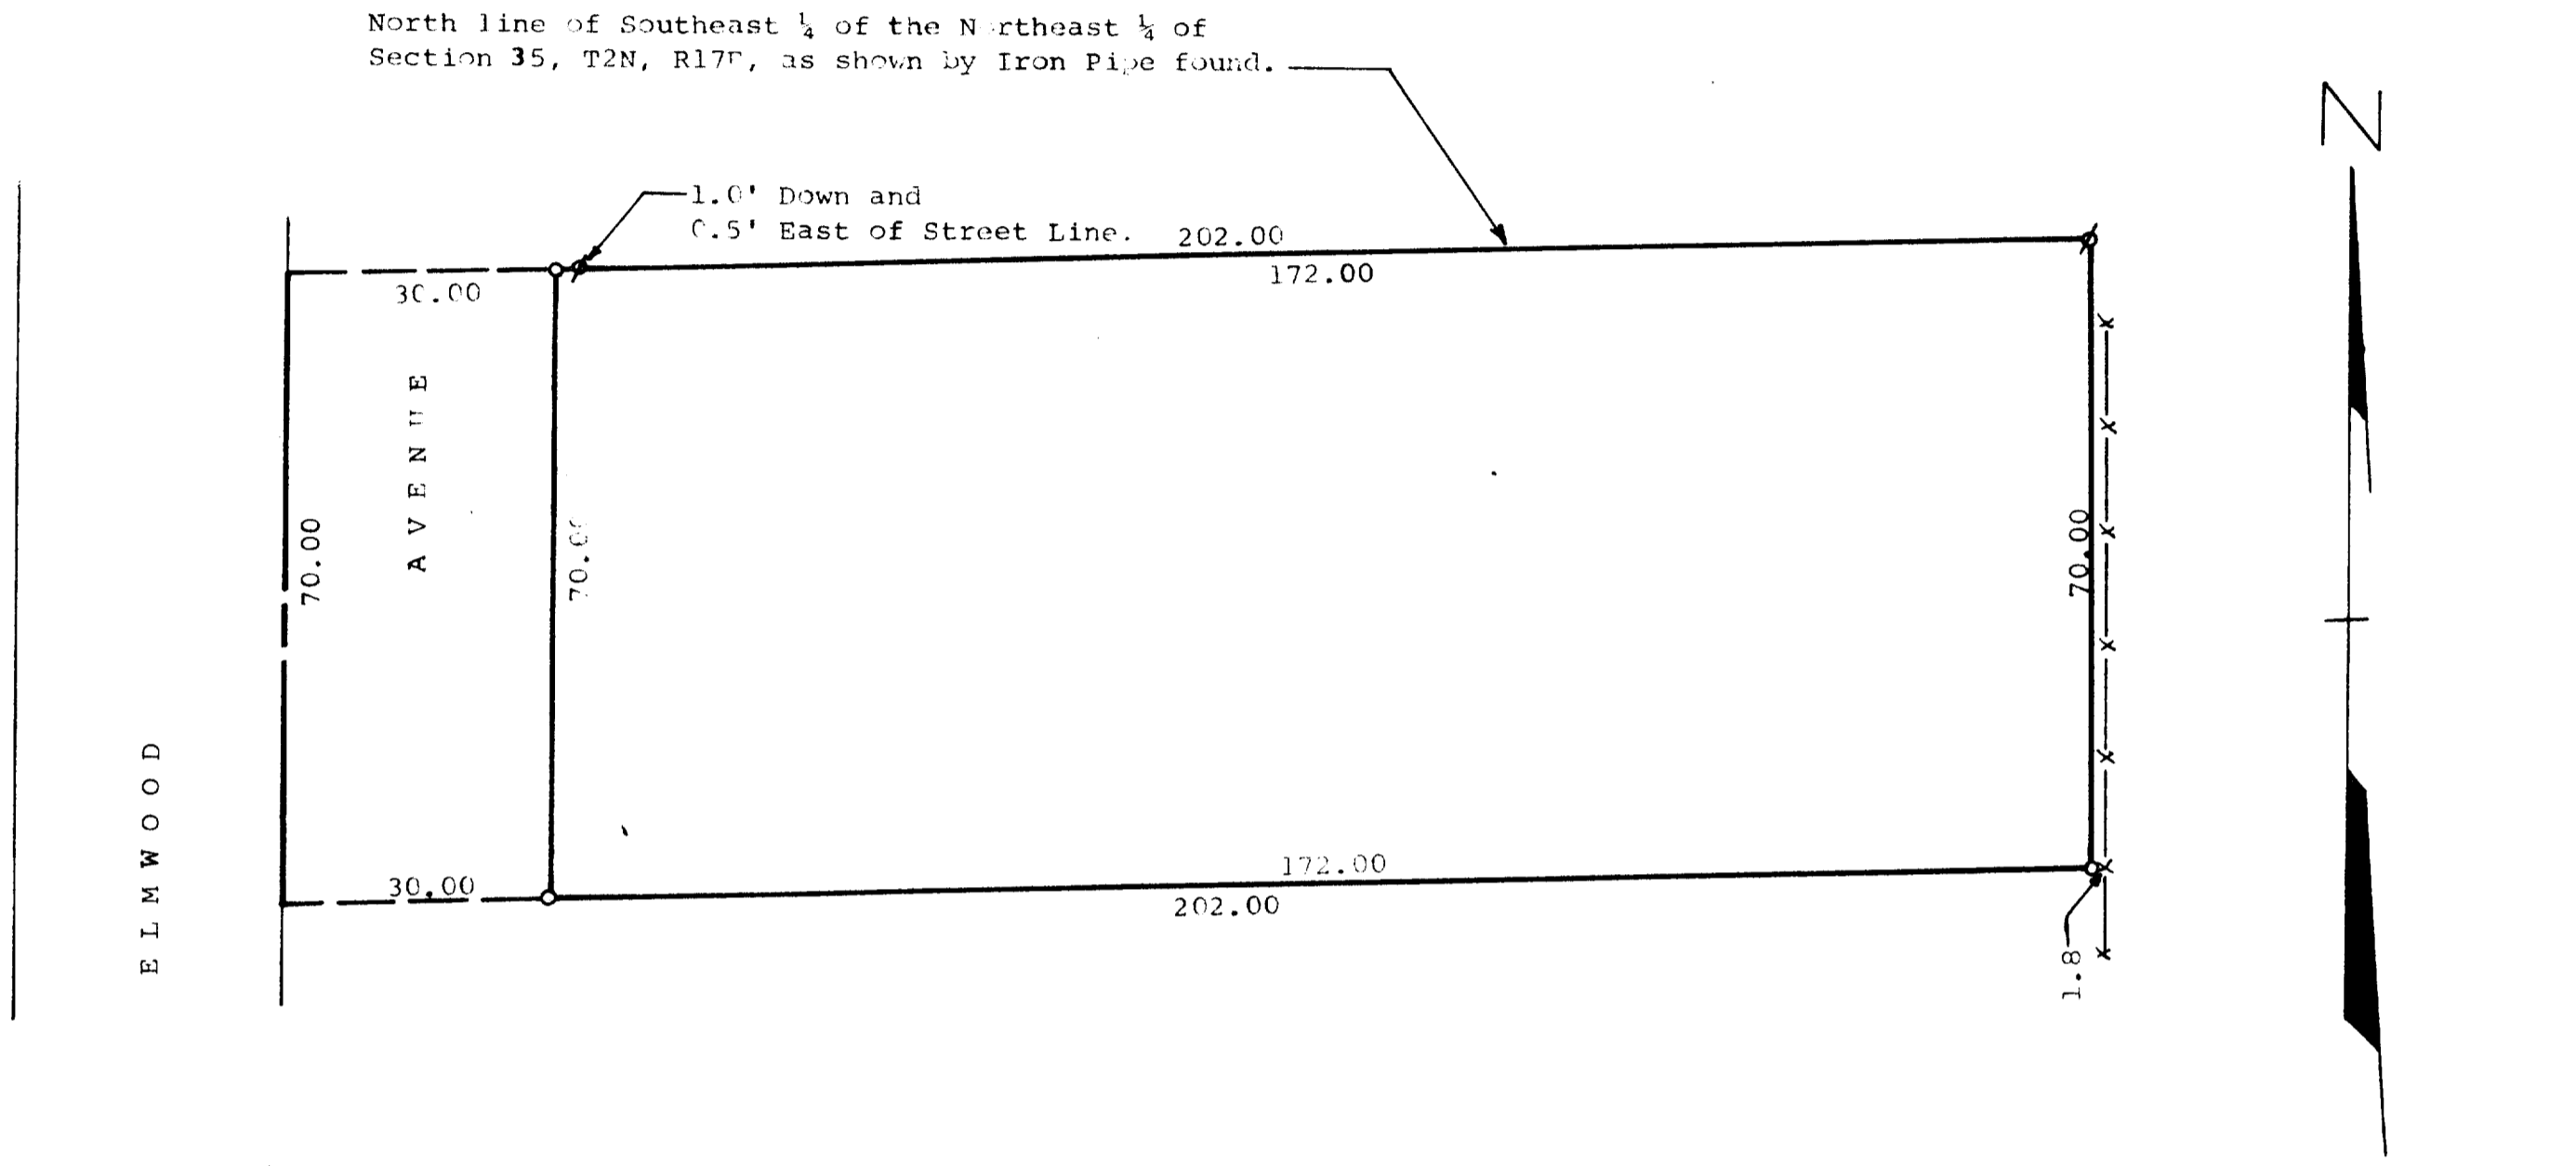 North line of Southeast ¼ of the Northeast ¼ of
Section 35, T2N, R17E, as shown by Iron Pipe found.
N
1.0' Down and
0.5' East of Street Line.
202.00
30.00
172.00
AVENUE
70.00
70.00
70.00
ELMWOOD
30.00
172.00
202.00
1.8